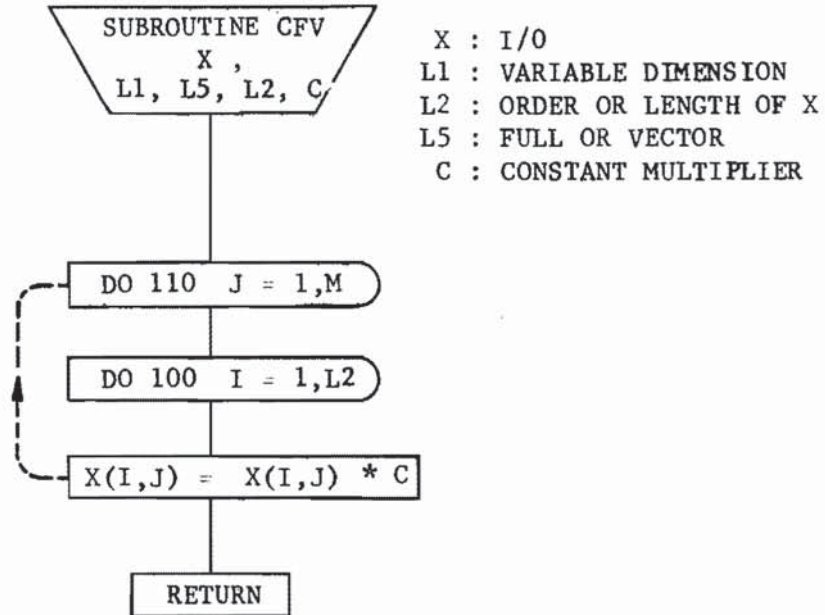 SUBROUTINE CFV
X ,
L1, L5, L2, C
X : I/O
L1 : VARIABLE DIMENSION
L2 : ORDER OR LENGTH OF X
L5 : FULL OR VECTOR
C : CONSTANT MULTIPLIER
DO 110 J = 1,M
DO 100 I = 1,L2
X(I,J) = X(I,J) * C
RETURN